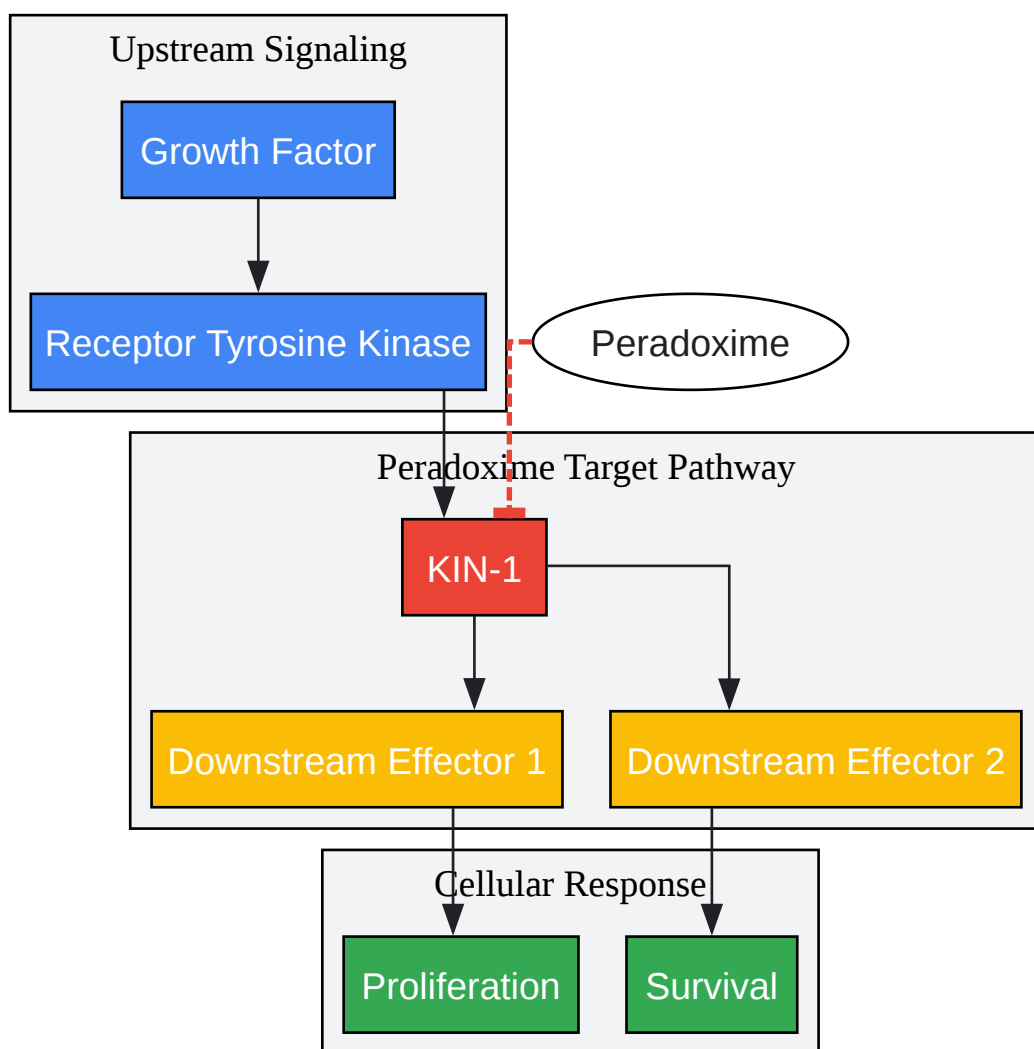 Upstream Signaling
Growth Factor
Receptor Tyrosine Kinase
Peradoxime
Peradoxime Target Pathway
KIN-1
Downstream Effector 1
Downstream Effector 2
Cellular Response
Proliferation
Survival